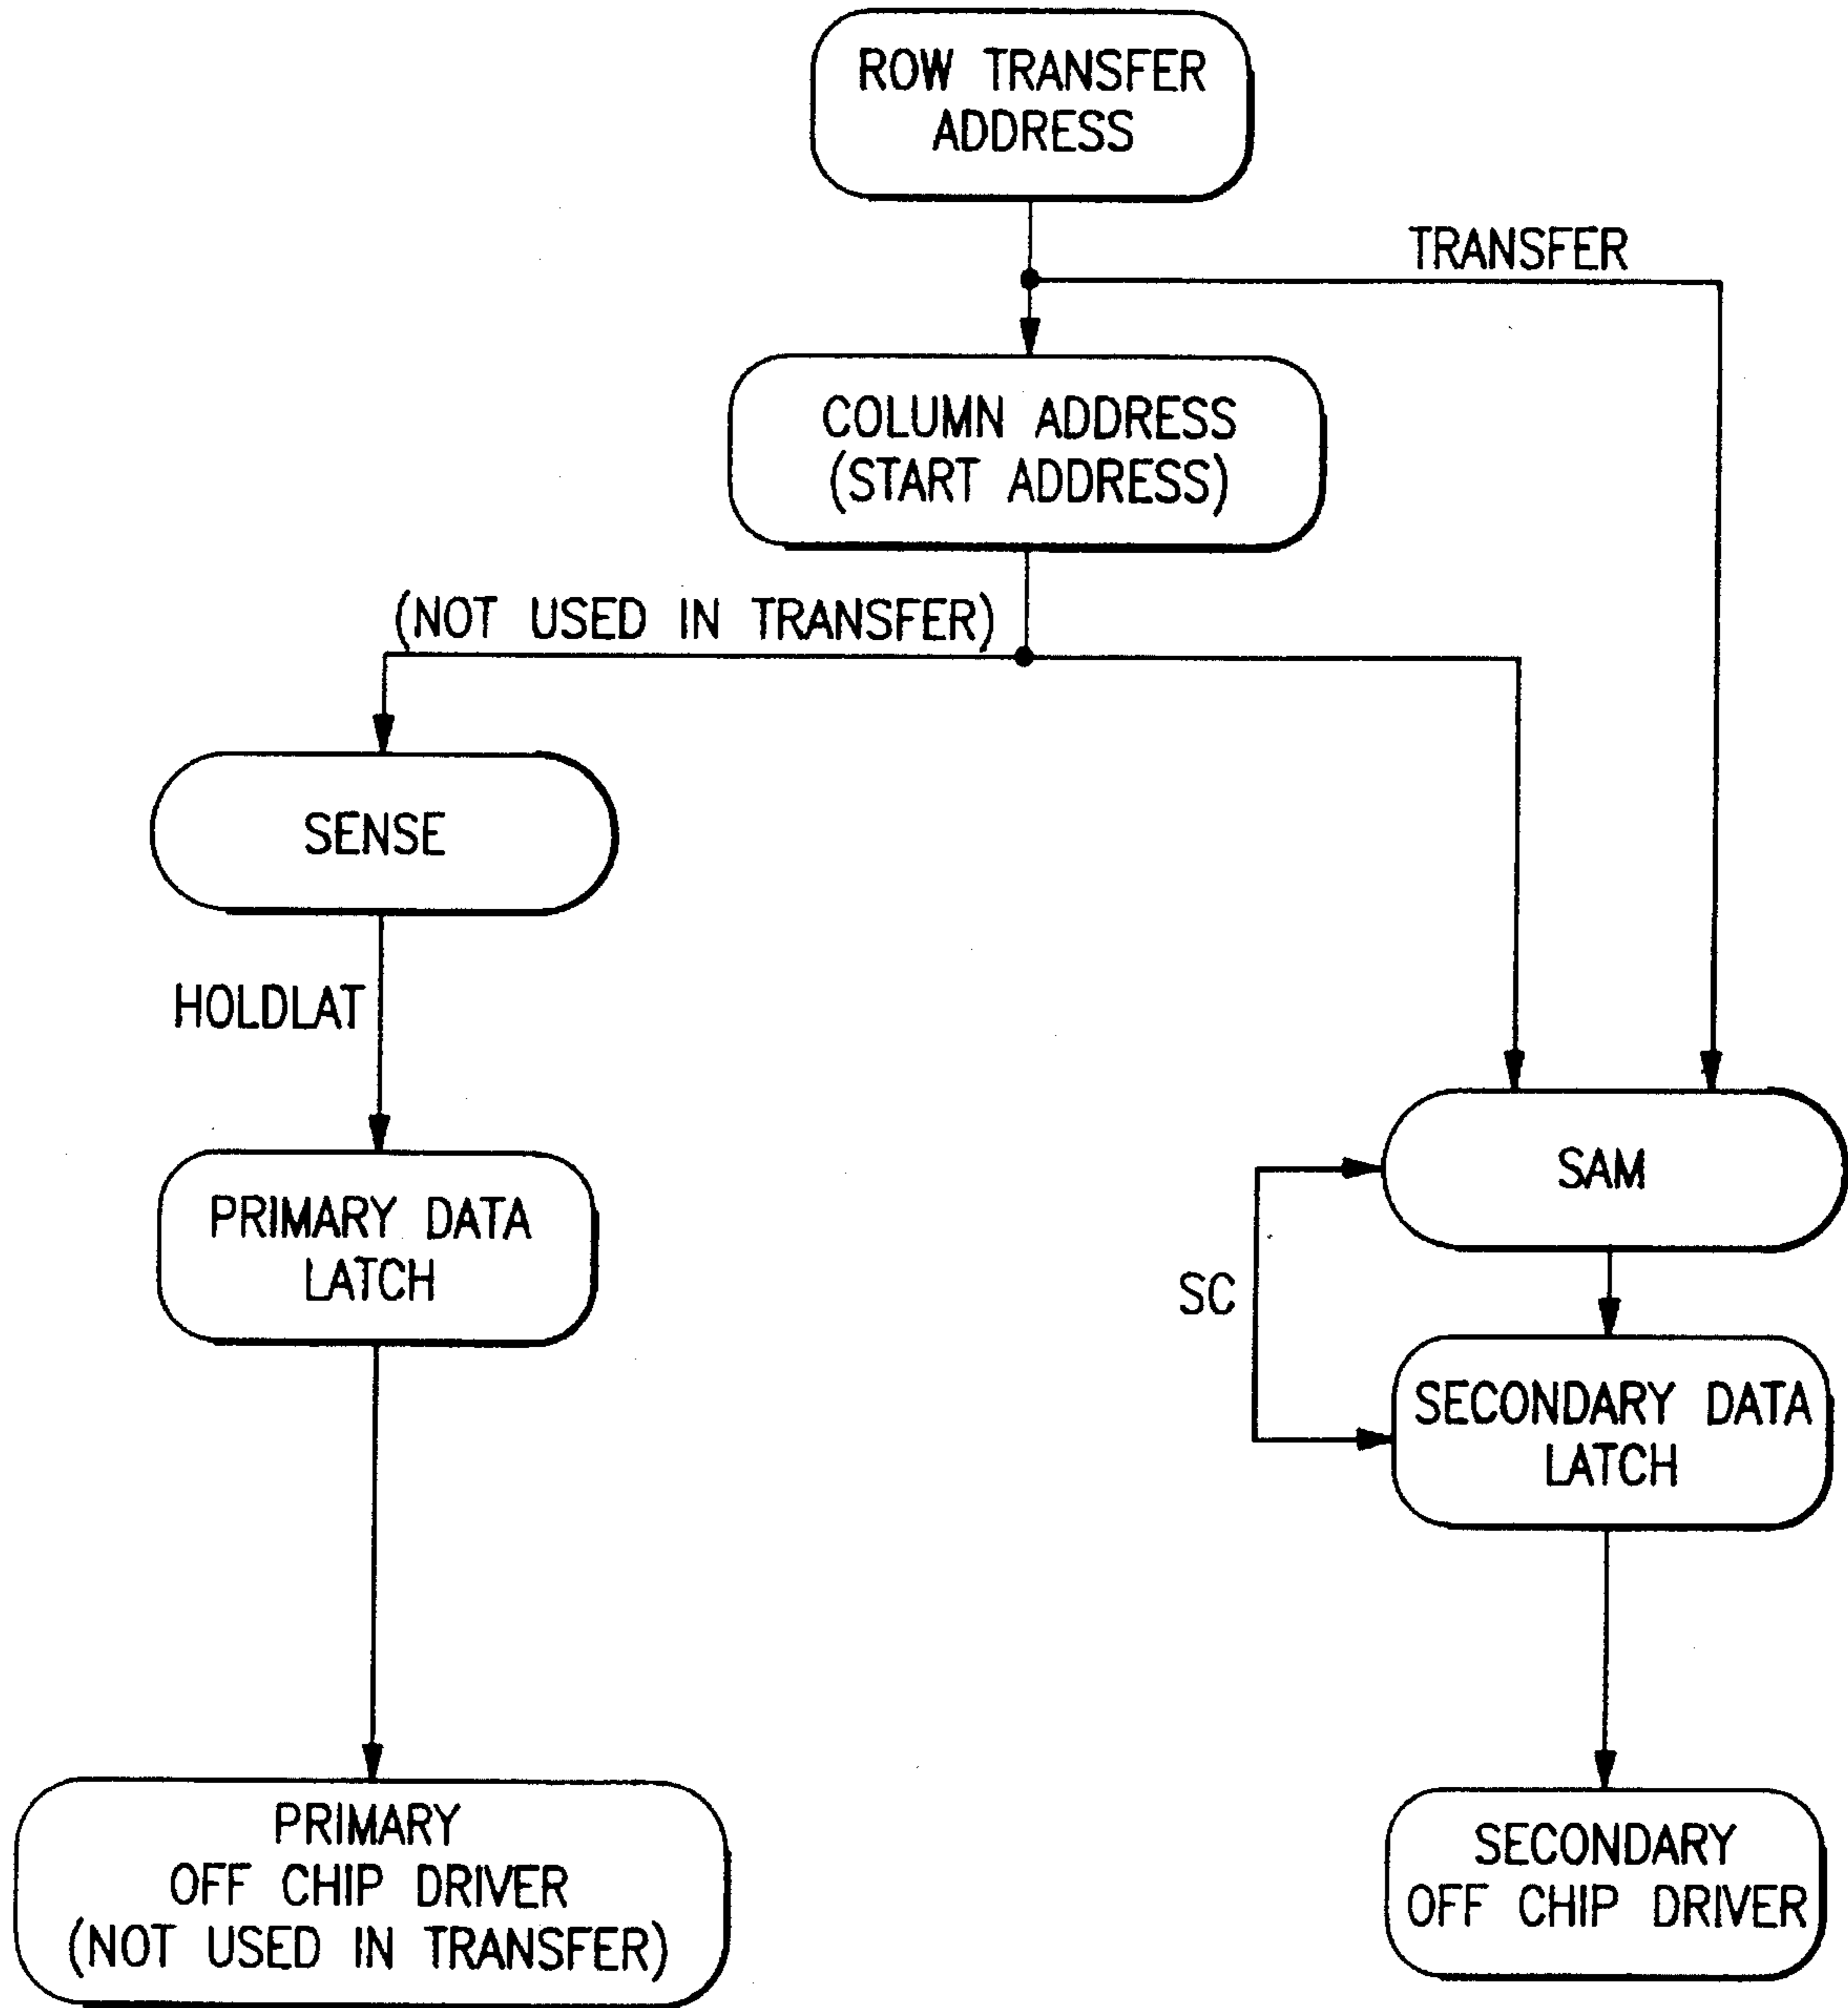 ROW TRANSFER
ADDRESS
TRANSFER
COLUMN ADDRESS
(START ADDRESS)
(NOT USED IN TRANSFER)
SENSE
HOLDLAT
PRIMARY DATA
LATCH
SAM
SC
SECONDARY DATA
LATCH
PRIMARY
OFF CHIP DRIVER
(NOT USED IN TRANSFER)
SECONDARY
OFF CHIP DRIVER